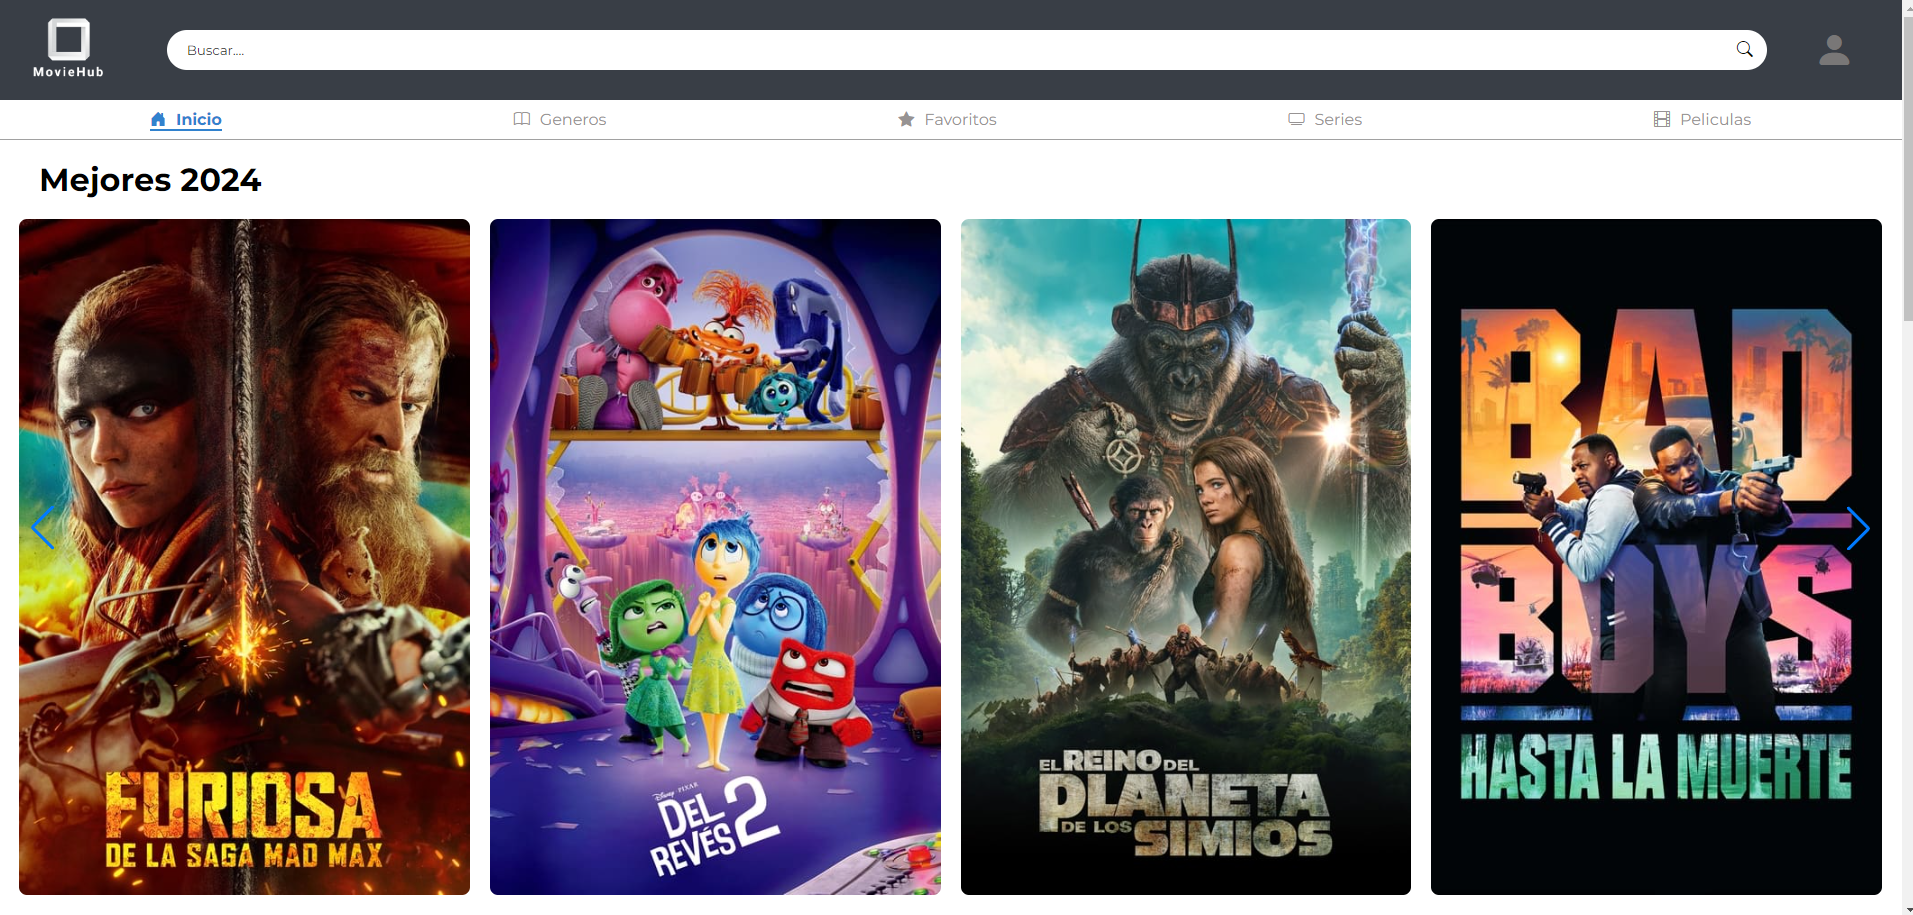 MovieHub
Buscar....
Inicio
Generos
Favoritos
Series
Peliculas
Mejores 2024
FURIOSA
DE LA SAGA MAD MAX
Disney PIXAR
DEL
REVÉS 2
EL REINO DEL
PLANETA
DE LOS SIMIOS
BAD
BOYS
HASTA LA MUERTE